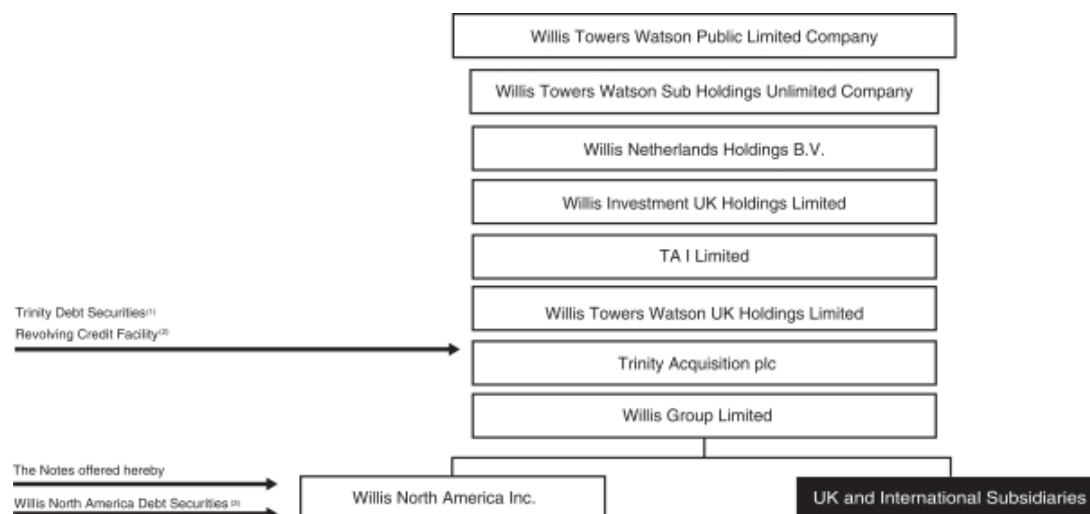 Willis Towers Watson Public Limited Company
Willis Towers Watson Sub Holdings Unlimited Company
Willis Netherlands Holdings B.V.
Willis Investment UK Holdings Limited
TA I Limited
Trinity Debt Securities⁽¹⁾
Willis Towers Watson UK Holdings Limited
Revolving Credit Facility⁽²⁾
Trinity Acquisition plc
Willis Group Limited
The Notes offered hereby
Willis North America Inc.
UK and International Subsidiaries
Willis North America Debt Securities ⁽³⁾